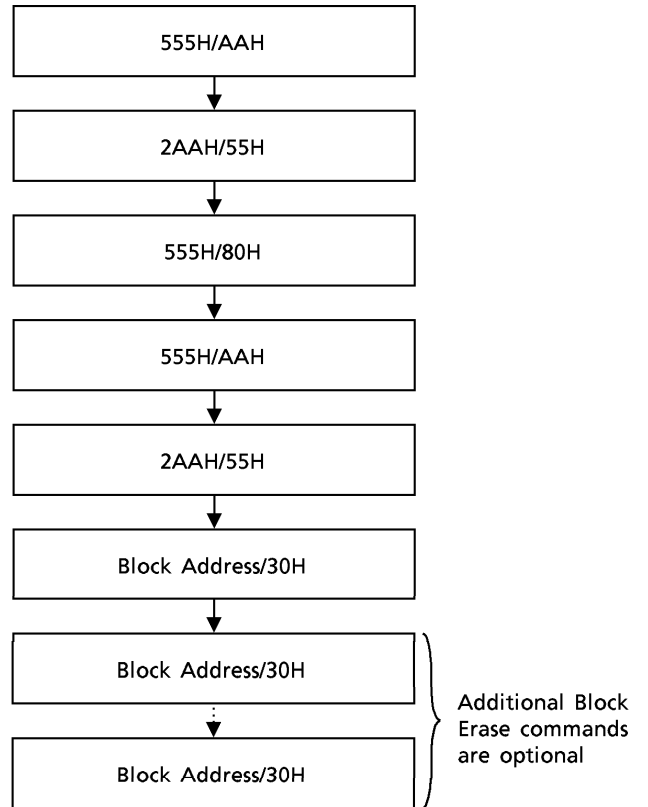 555H/AAH
2AAH/55H
555H/80H
555H/AAH
2AAH/55H
Block Address/30H
Block Address/30H
Additional Block
Erase commands
are optional
Block Address/30H